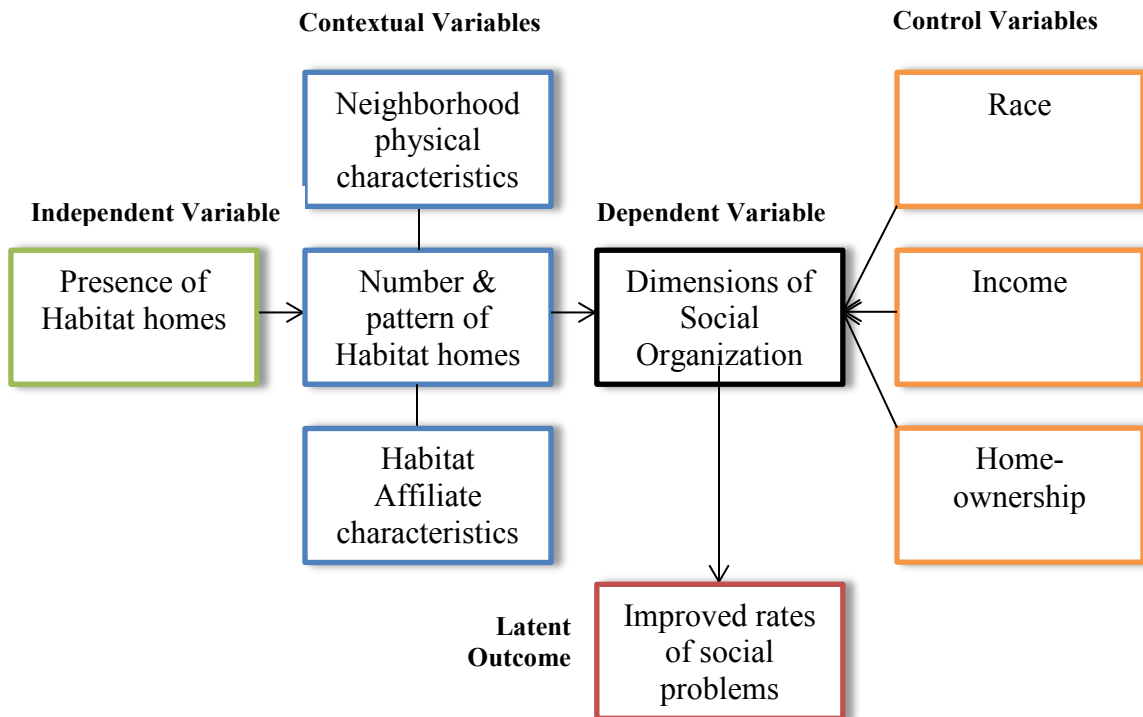 Contextual Variables
Control Variables
Neighborhood
physical
characteristics
Race
Independent Variable
Dependent Variable
Presence of
Habitat homes
Number &
pattern of
Habitat homes
Dimensions of
Social
Organization
Income
Habitat
Affiliate
characteristics
Home-
ownership
Latent
Outcome
Improved rates
of social
problems